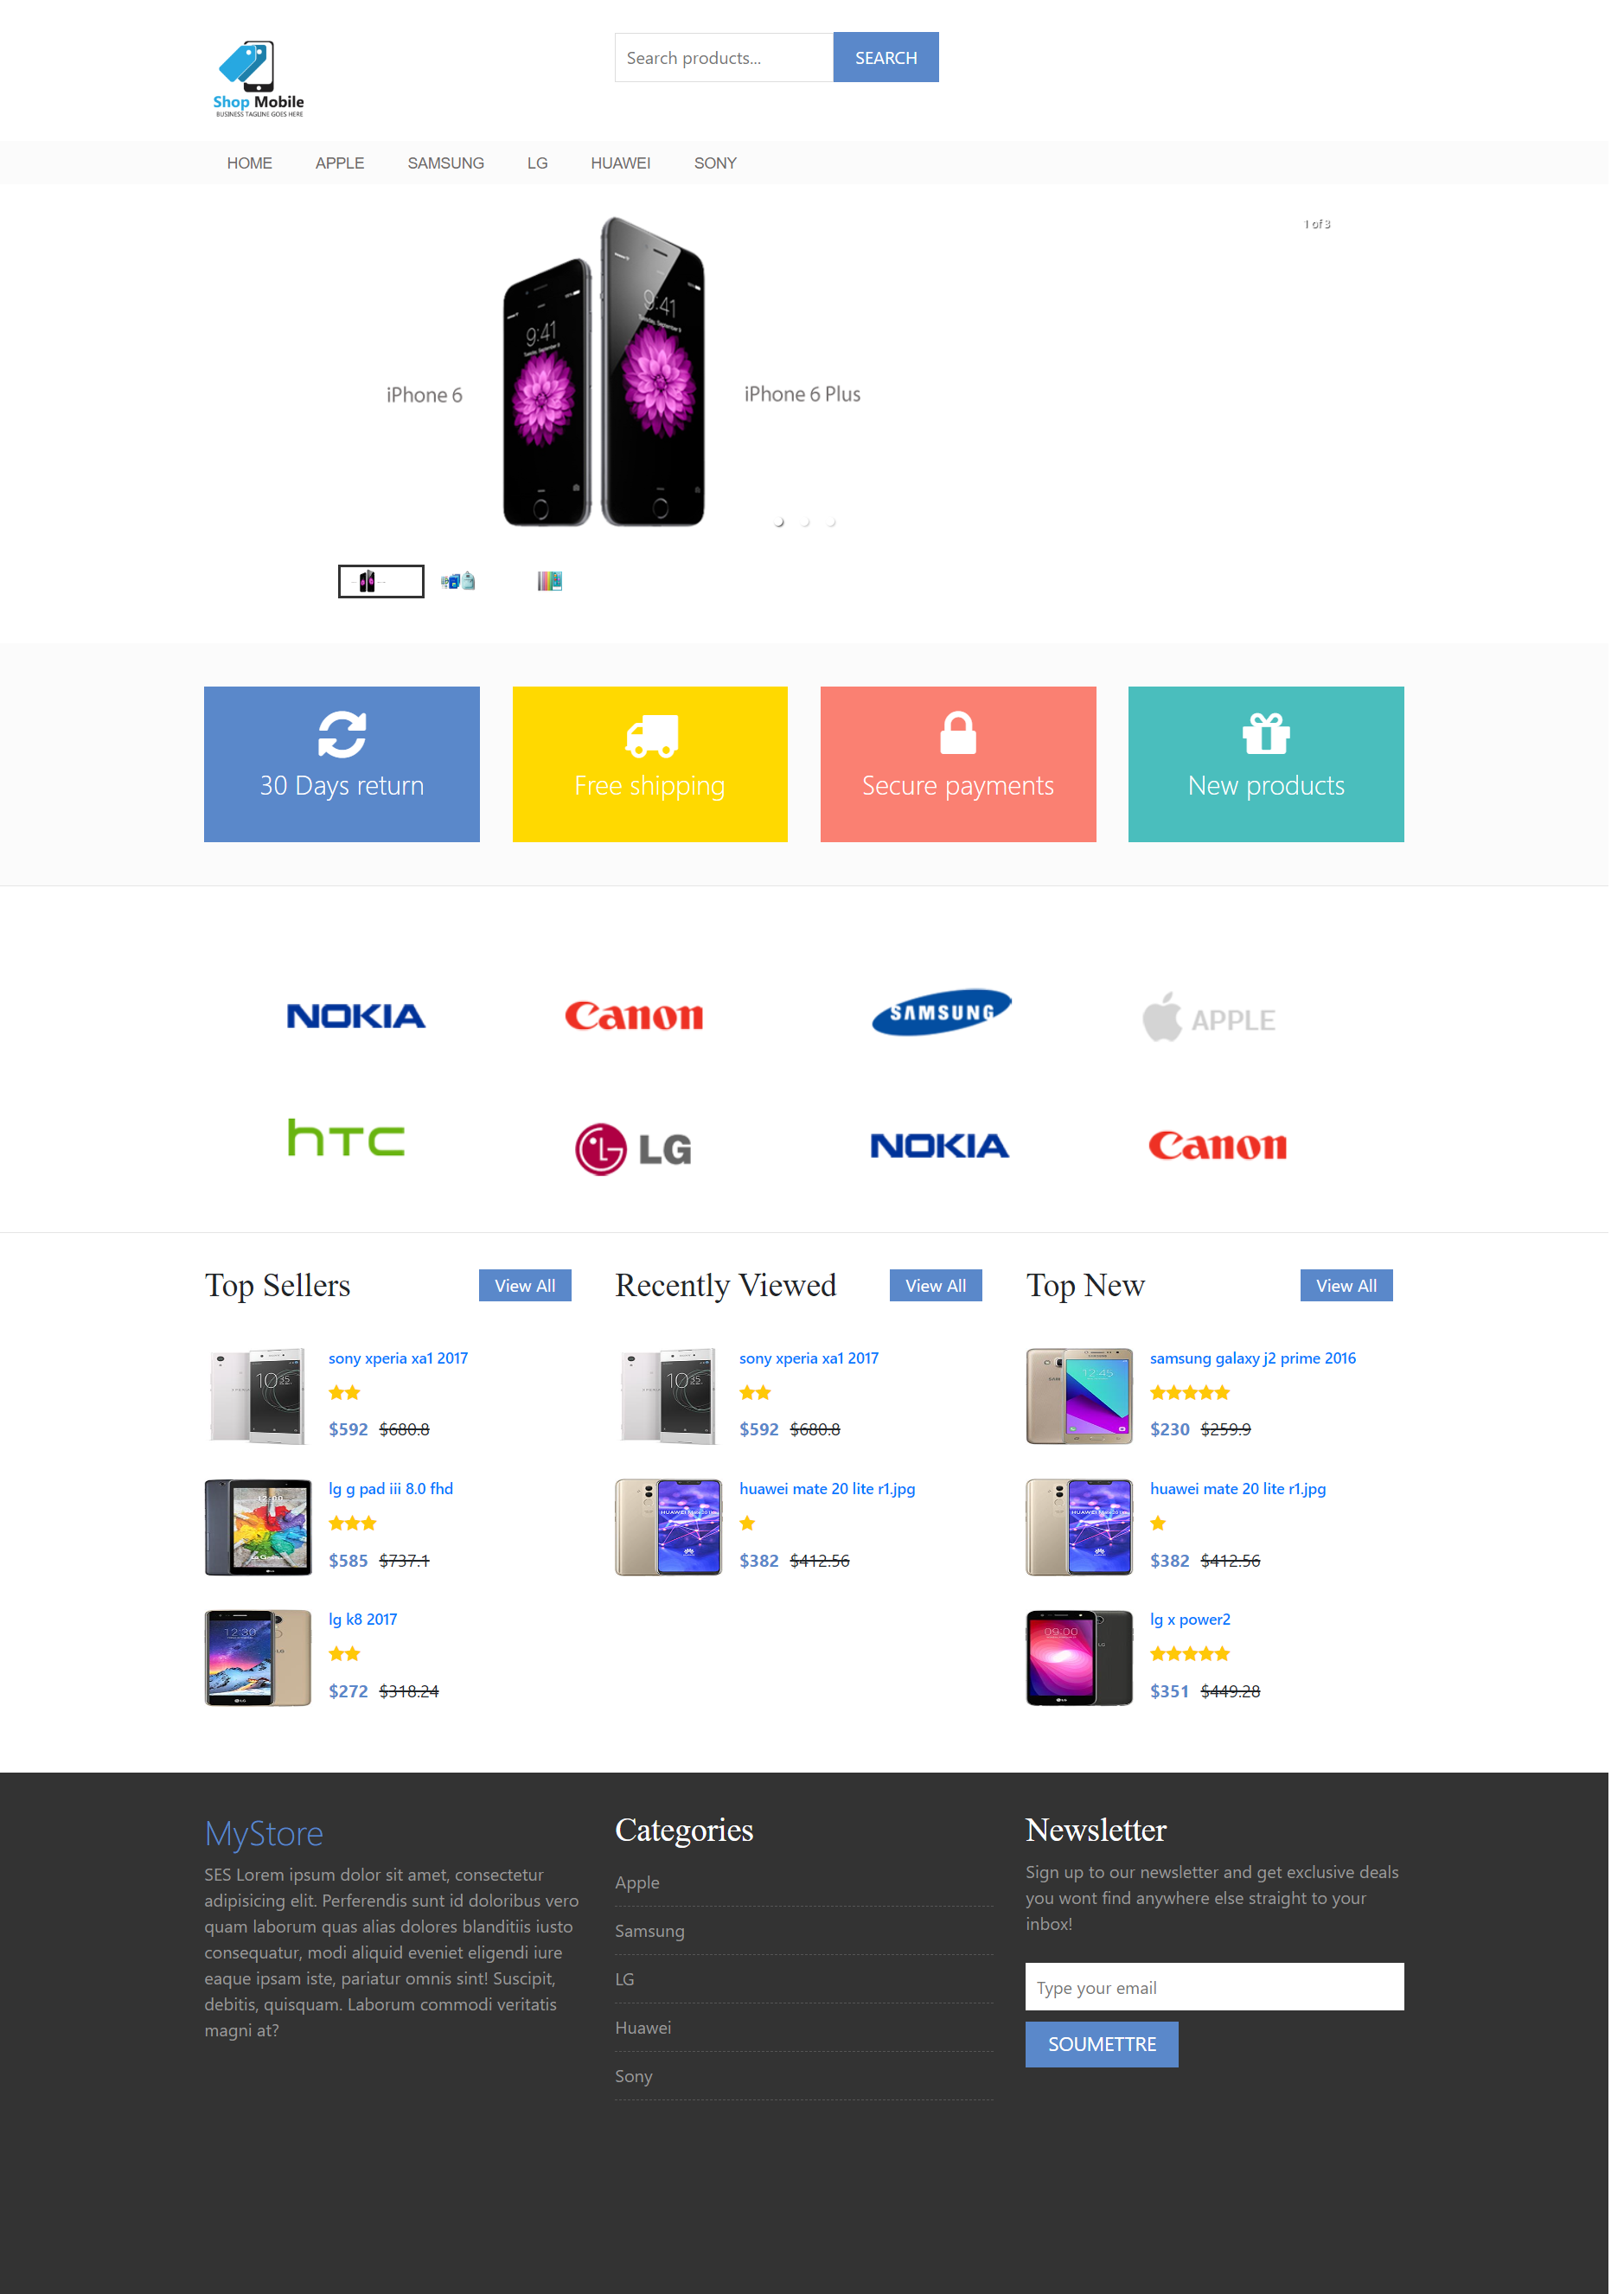 Shop Mobile
BUSINESS TAGLINE GOES HERE
Search products...
SEARCH
HOME
APPLE
SAMSUNG
LG
HUAWEI
SONY
1 of 3
9:41
9:41
iPhone 6
iPhone 6 Plus
30 Days return
Free shipping
Secure payments
New products
NOKIA
Canon
SAMSUNG
APPLE
hTC
LG
NOKIA
Canon
Top Sellers
View All
sony xperia xa1 2017
$592 $680.8
lg g pad iii 8.0 fhd
$585 $737.1
lg k8 2017
$272 $318.24
Recently Viewed
View All
sony xperia xa1 2017
$592 $680.8
huawei mate 20 lite r1.jpg
$382 $412.56
Top New
View All
samsung galaxy j2 prime 2016
$230 $259.9
huawei mate 20 lite r1.jpg
$382 $412.56
lg x power2
$351 $449.28
MyStore
SES Lorem ipsum dolor sit amet, consectetur
adipisicing elit. Perferendis sunt id doloribus vero
quam laborum quas alias dolores blanditiis iusto
consequatur, modi aliquid eveniet eligendi iure
eaque ipsam iste, pariatur omnis sint! Suscipit,
debitis, quisquam. Laborum commodi veritatis
magni at?
Categories
Apple
Samsung
LG
Huawei
Sony
Newsletter
Sign up to our newsletter and get exclusive deals
you wont find anywhere else straight to your
inbox!
Type your email
SOUMETTRE